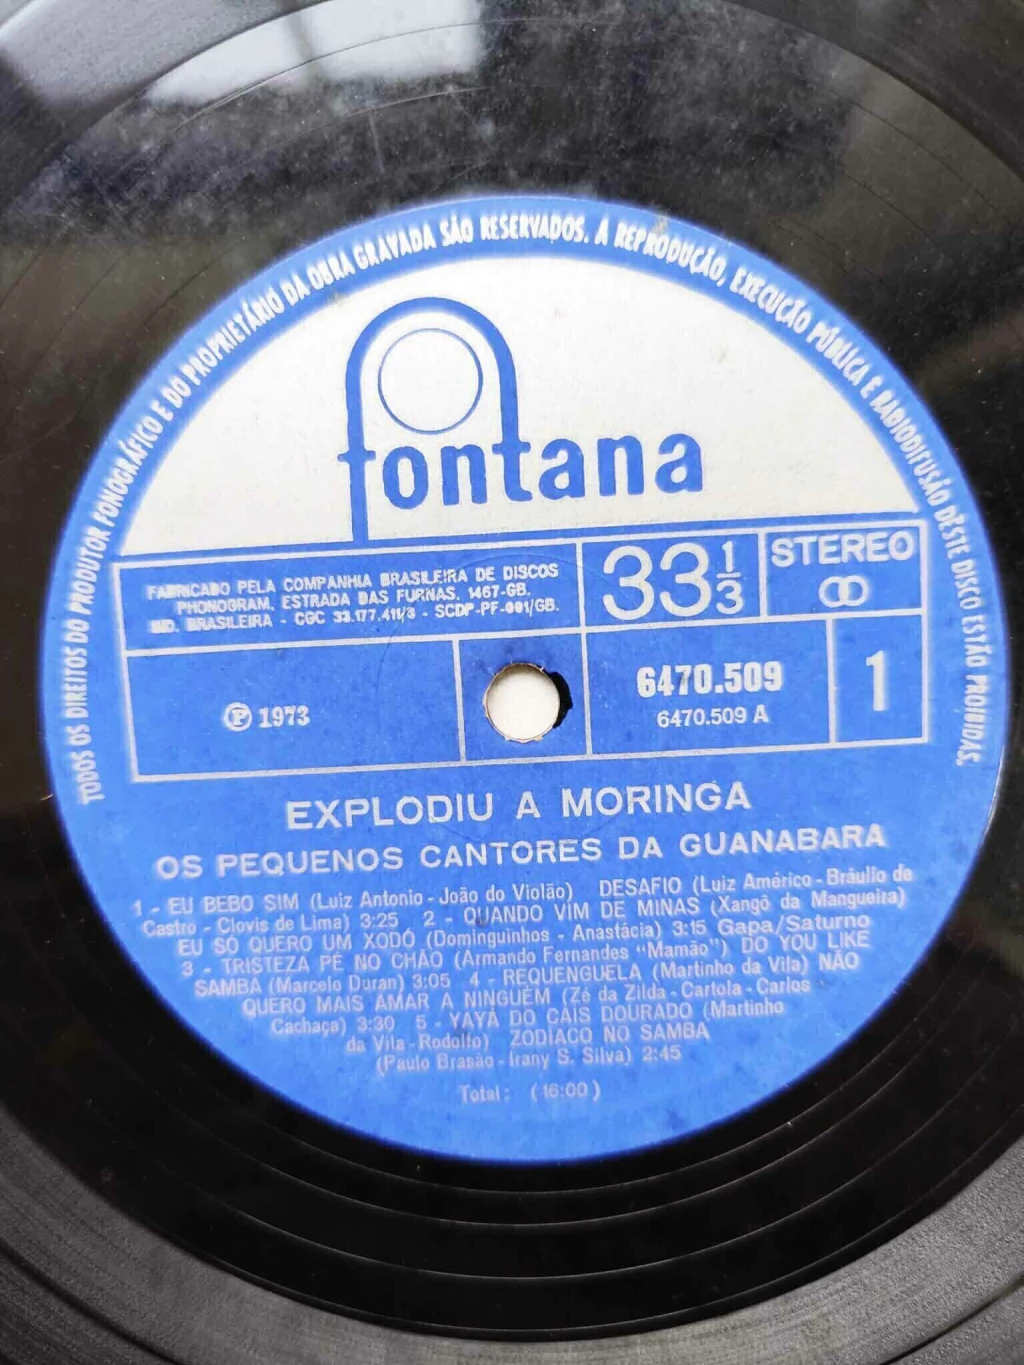 TODOS OS DIREITOS DO PRODUTOR FONOGRÁFICO E DO PROPRIETÁRIO DA OBRA GRAVADA SÃO RESERVADOS. A REPRODUÇÃO, EXECUÇÃO PÚBLICA E RADIODIFUSÃO DÊSTE DISCO ESTÃO PROIBIDAS.
fontana
FABRICADO PELA COMPANHIA BRASILEIRA DE DISCOS
PHONOGRAM, ESTRADA DAS FURNAS, 1467-GB.
IND. BRASILEIRA - CGC 33.177.411/3 - SCDP-PF-001/GB.
33 1/3
STEREO
℗ 1973
6470.509
6470.509 A
1
EXPLODIU A MORINGA
OS PEQUENOS CANTORES DA GUANABARA
1 - EU BEBO SIM (Luiz Antonio - João do Violão) DESAFIO (Luiz Américo - Bráulio de
Castro - Clovis de Lima) 3:25 2 - QUANDO VIM DE MINAS (Xangô da Mangueira)
EU SÓ QUERO UM XODÓ (Dominguinhos - Anastácia) 3:15 Gapa/Saturno
3 - TRISTEZA PÉ NO CHÃO (Armando Fernandes "Mamão") DO YOU LIKE
SAMBA (Marcelo Duran) 3:05 4 - REQUENGUELA (Martinho da Vila) NÃO
QUERO MAIS AMAR A NINGUÉM (Zé da Zilda - Cartola - Carlos
Cachaça) 3:30 5 - YAYÁ DO CAIS DOURADO (Martinho
da Vila - Rodolfo) ZODIACO NO SAMBA
(Paulo Brasão - Irany S. Silva) 2:45
Total: (16:00)